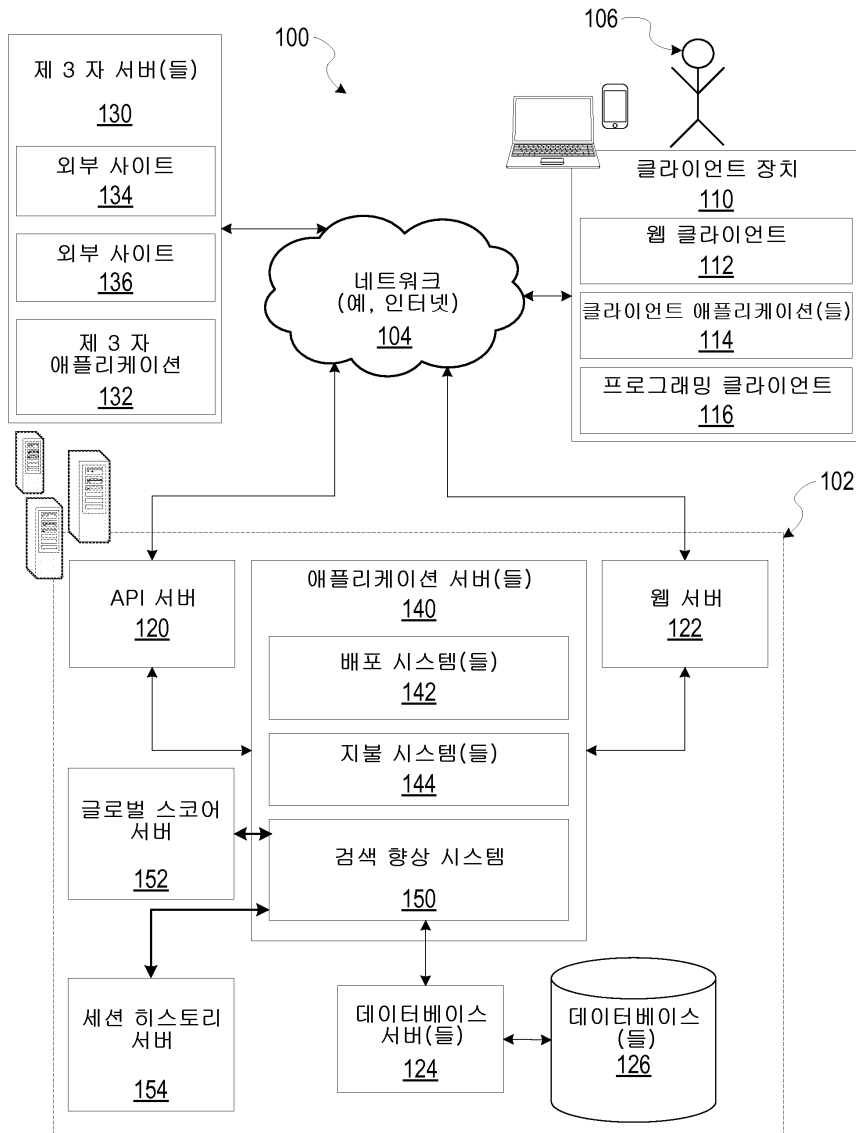 100
106
제 3 자 서버(들)
130
외부 사이트
134
외부 사이트
136
제 3 자
애플리케이션
132
클라이언트 장치
110
웹 클라이언트
112
클라이언트 애플리케이션(들)
114
프로그래밍 클라이언트
116
네트워크
(예, 인터넷)
104
102
API 서버
120
애플리케이션 서버(들)
140
배포 시스템(들)
142
지불 시스템(들)
144
검색 향상 시스템
150
웹 서버
122
글로벌 스코어
서버
152
세션 히스토리
서버
154
데이터베이스
서버(들)
124
데이터베이스
(들)
126